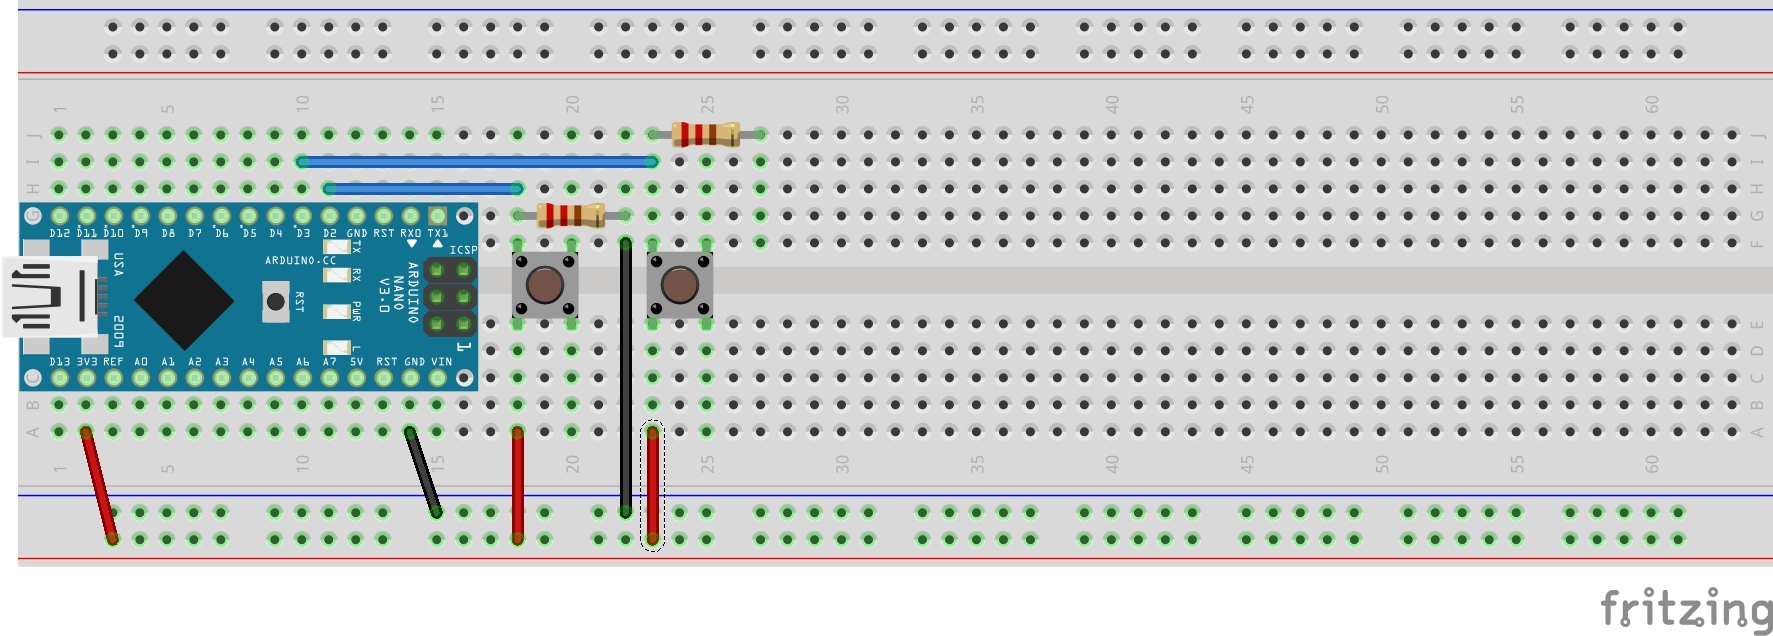 1 5 10 15 20 25 30 35 40 45 50 55 60
J J
I I
H H
G G
D12 D11 D10 D9 D8 D7 D6 D5 D4 D3 D2 GND RST RX0 TX1
F
TX
ICSP
USA
ARDUINO.CC
RX
RST
ARDUINO
NANO
V3.0
PWR
2009
E
L
1
D
D13 3V3 REF A0 A1 A2 A3 A4 A5 A6 A7 5V RST GND VIN
C C
B B
A A
1 5 10 15 20 25 30 35 40 45 50 55 60
fritzing